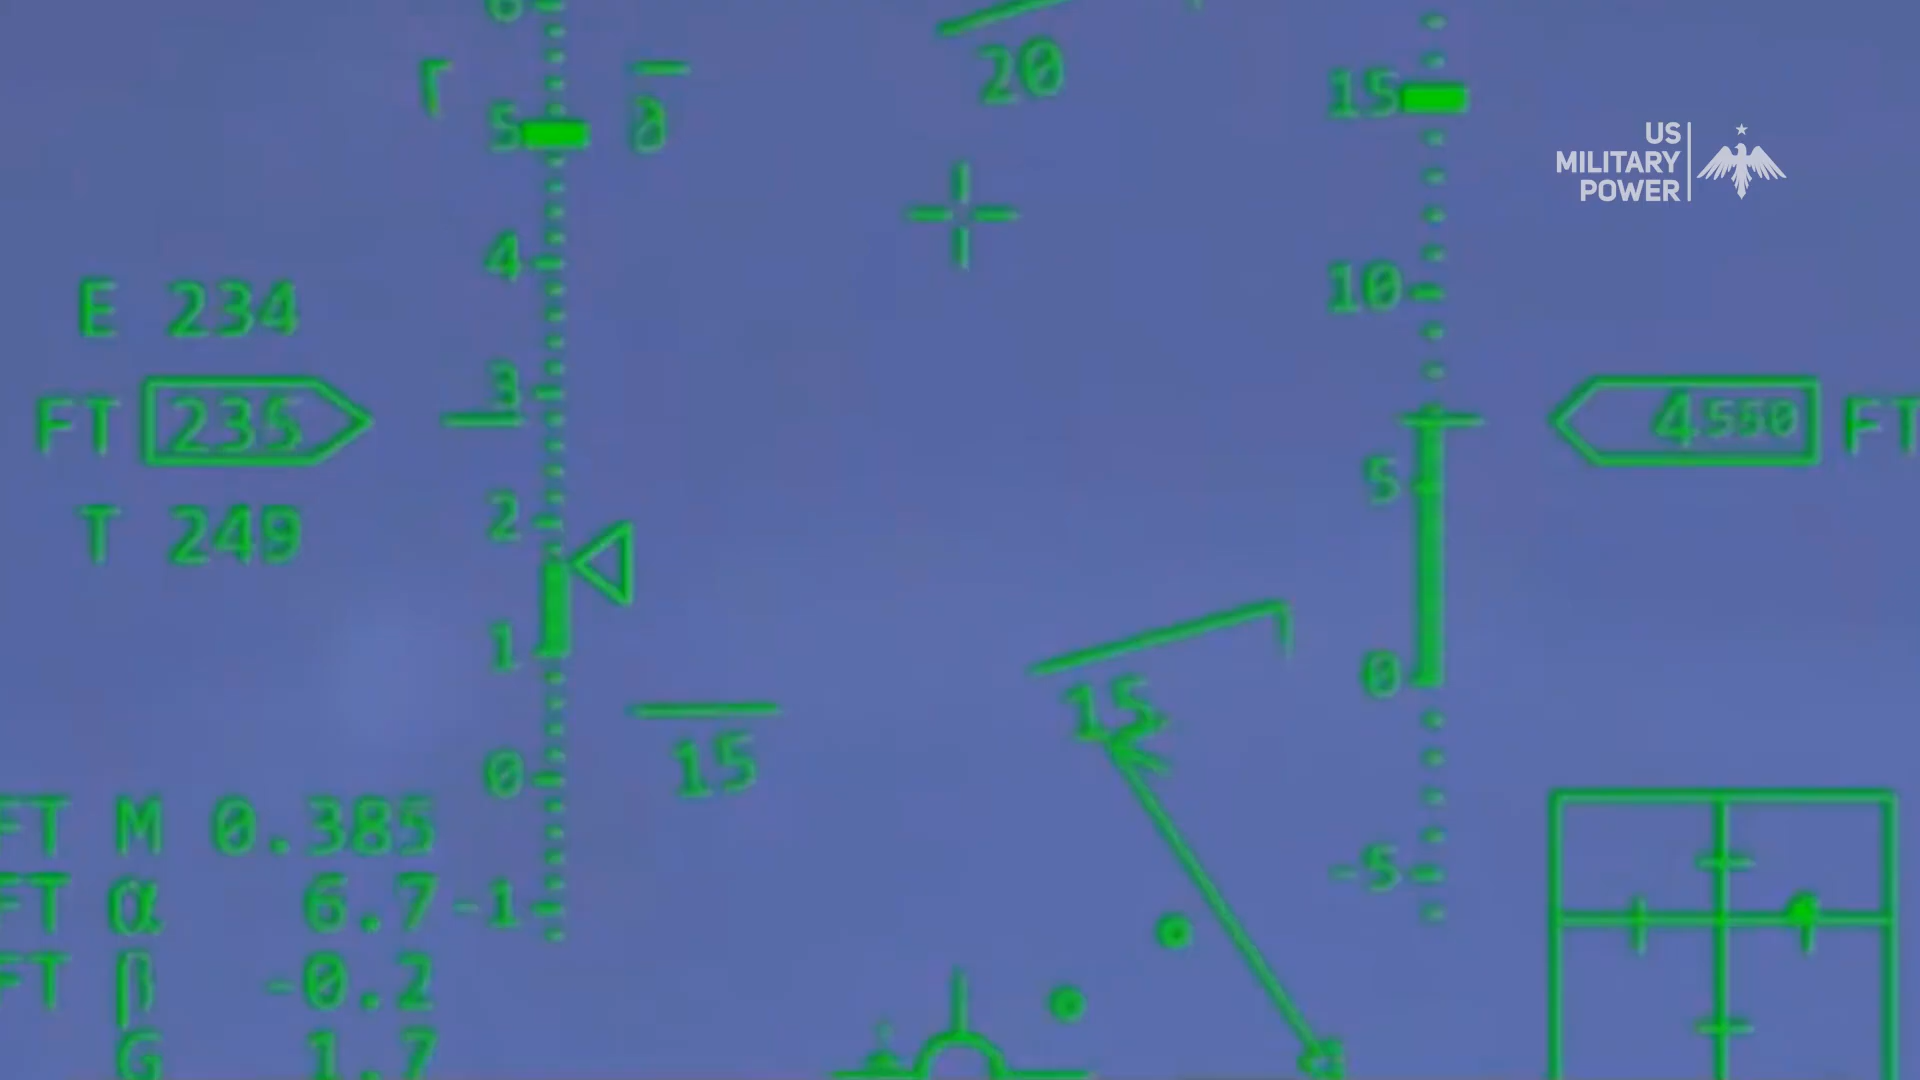 6
20
5
15
US
MILITARY
POWER
4
10
E 234
3
FT 235
4550 FT
5
T 249
2
1
0
15
15
0
FT M 0.385
-5
FT α 6.7
-1
FT β -0.2
G 1.7